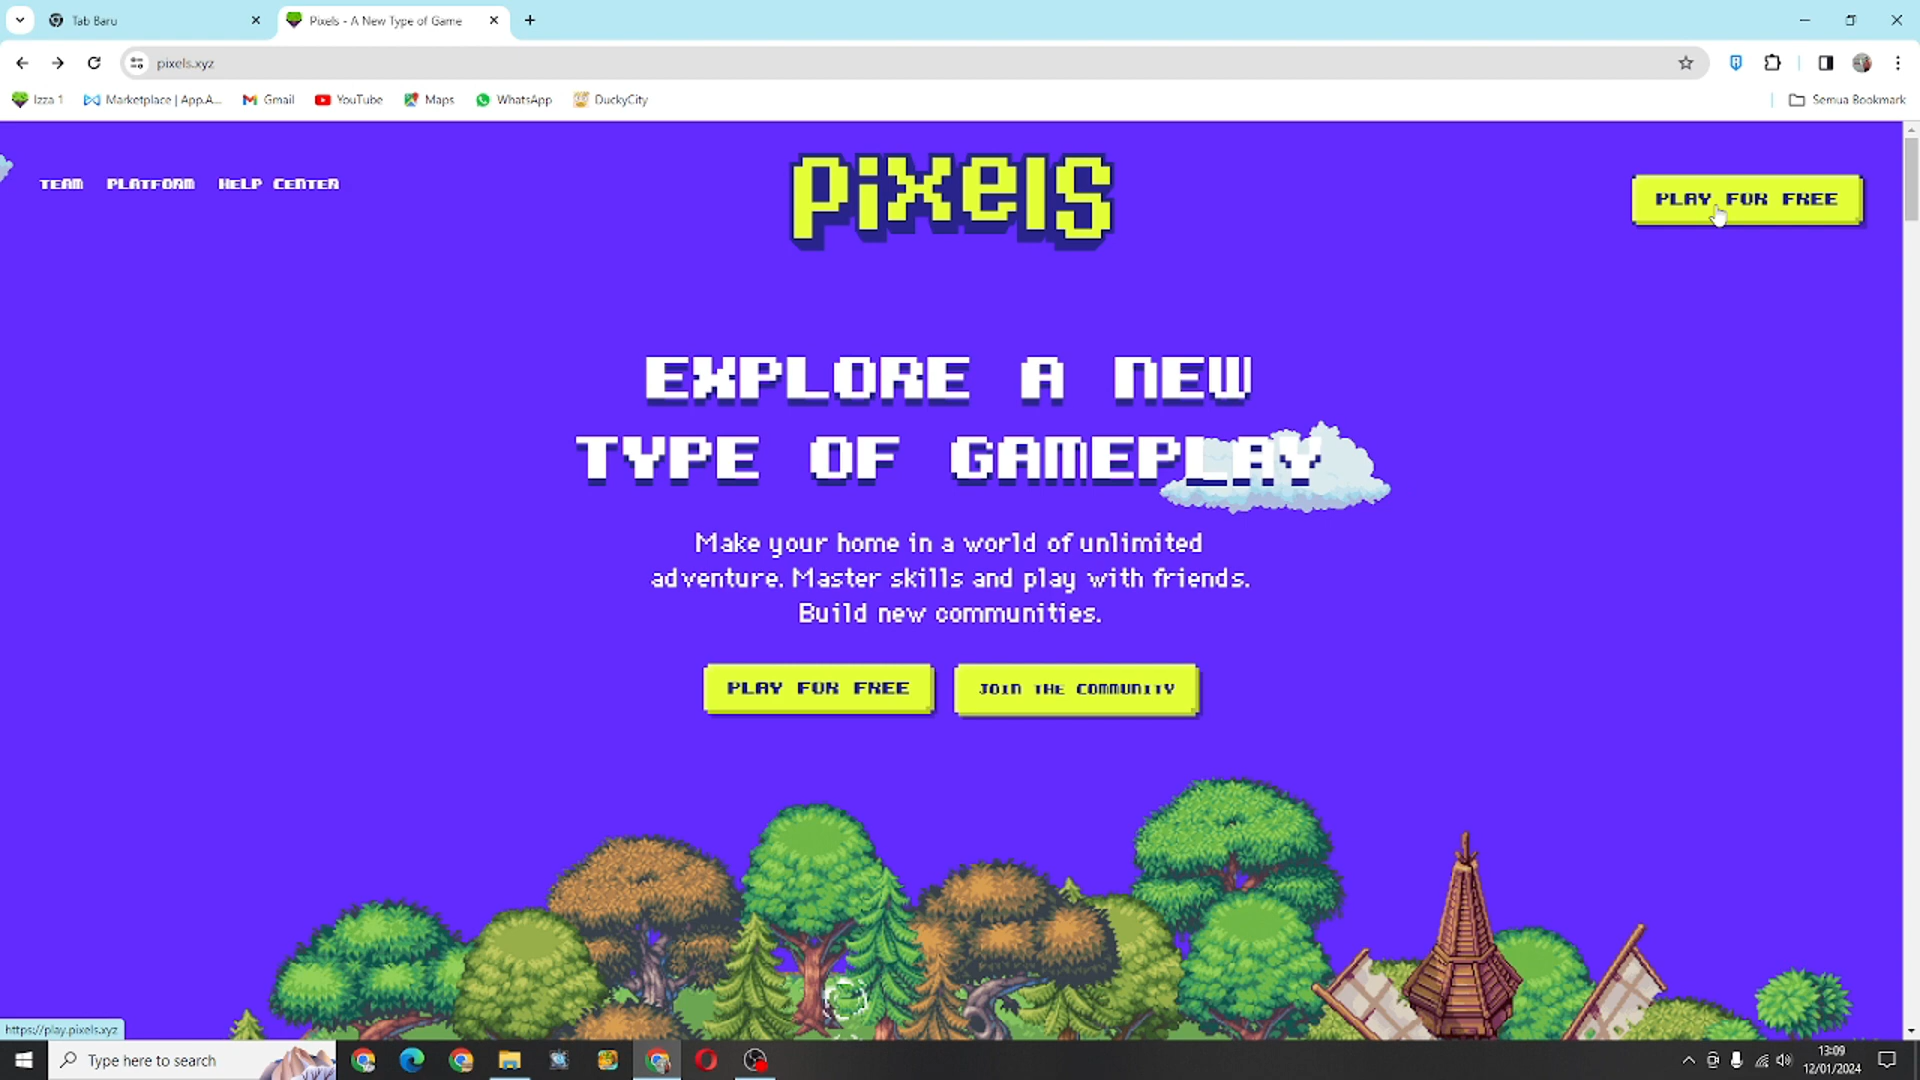 Tab Baru
Pixels - A New Type of Game
pixels.xyz
Izza 1
Marketplace | App.A...
Gmail
YouTube
Maps
WhatsApp
DuckyCity
Semua Bookmark
TEAM
PLATFORM
HELP CENTER
pixels
PLAY FOR FREE
EXPLORE A NEW
TYPE OF GAMEPLAY
Make your home in a world of unlimited
adventure. Master skills and play with friends.
Build new communities.
PLAY FOR FREE
JOIN THE COMMUNITY
https://play.pixels.xyz
Type here to search
13:09
12/01/2024